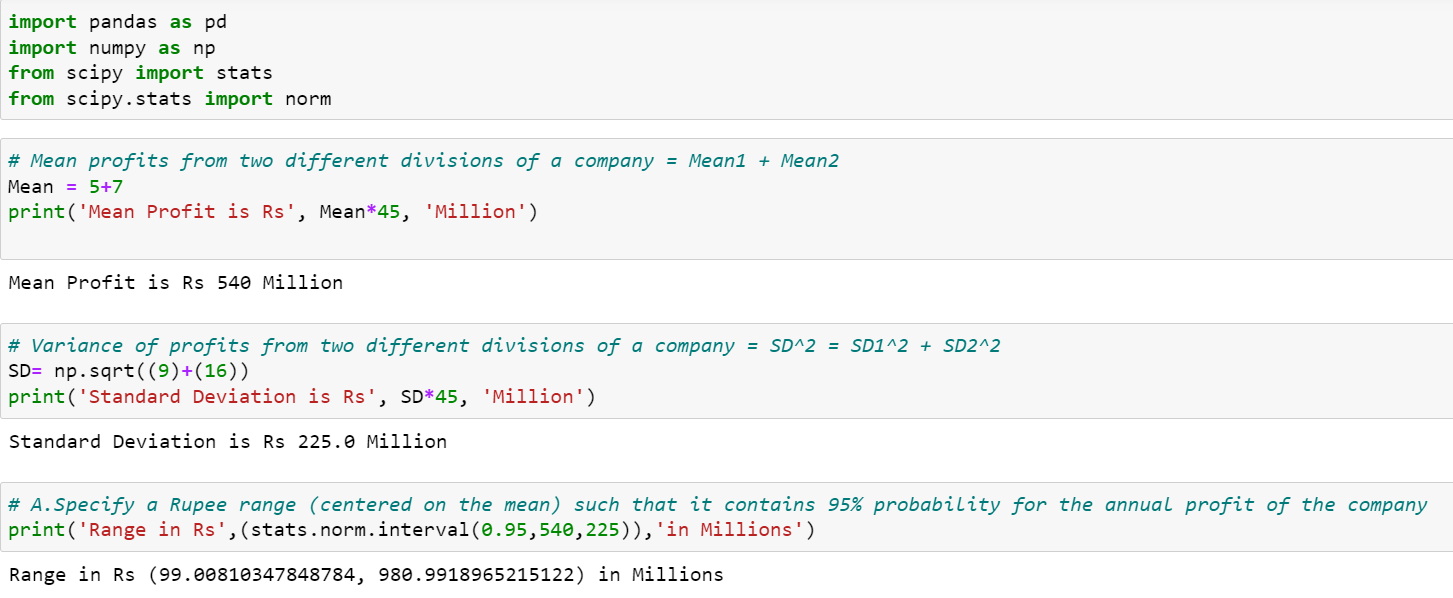 import pandas as pd
import numpy as np
from scipy import stats
from scipy.stats import norm
# Mean profits from two different divisions of a company = Mean1 + Mean2
Mean = 5+7
print('Mean Profit is Rs', Mean*45, 'Million')
Mean Profit is Rs 540 Million
# Variance of profits from two different divisions of a company = SD^2 = SD1^2 + SD2^2
SD= np.sqrt((9)+(16))
print('Standard Deviation is Rs', SD*45, 'Million')
Standard Deviation is Rs 225.0 Million
# A.Specify a Rupee range (centered on the mean) such that it contains 95% probability for the annual profit of the company
print('Range in Rs',(stats.norm.interval(0.95,540,225)),'in Millions')
Range in Rs (99.00810347848784, 980.9918965215122) in Millions